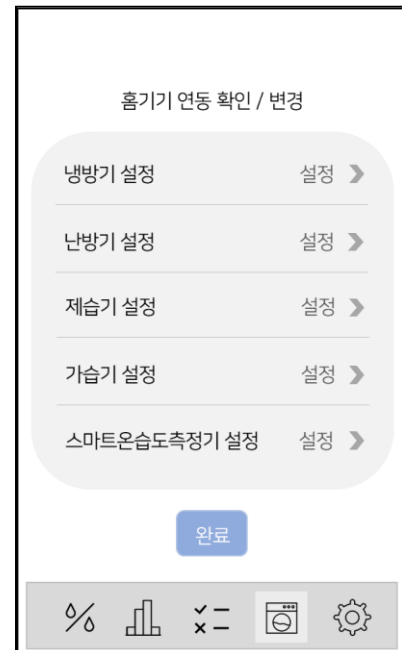 홈기기 연동 확인 / 변경
냉방기 설정 설정
난방기 설정 설정
제습기 설정 설정
가습기 설정 설정
스마트온습도측정기 설정 설정
완료